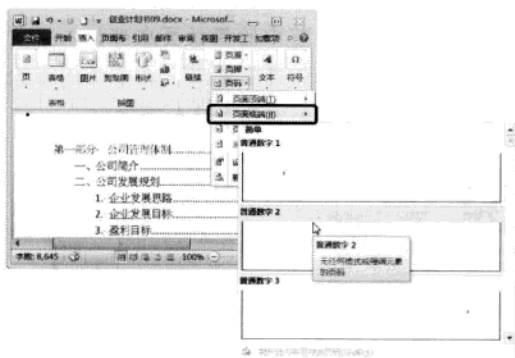 创业计划书09.docx - Microsof...
文件 开始 插入 页面布 引用 邮件 审阅 视图 开发工 加载项
页 表格 图片 剪贴画 形状 链接 页眉 页脚 页码 文本 符号
表格 插图
页面顶端(T)
页面底端(B)
简单
普通数字 1
第一部分 公司管理体制
一、公司简介
二、公司发展规划
1. 企业发展思路
2. 企业发展目标
3. 盈利目标
普通数字 2
普通数字 2
无任何格式或强调元素
的页码
字数: 8,645 100%
普通数字 3